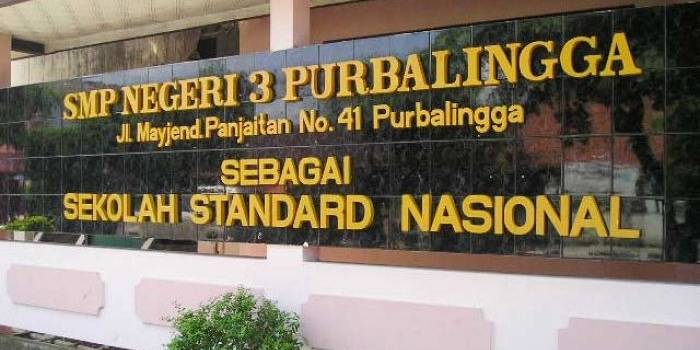 SMP NEGERI 3 PURBALINGGA
Jl. Mayjend. Panjaitan No. 41 Purbalingga
SEBAGAI
SEKOLAH STANDARD NASIONAL